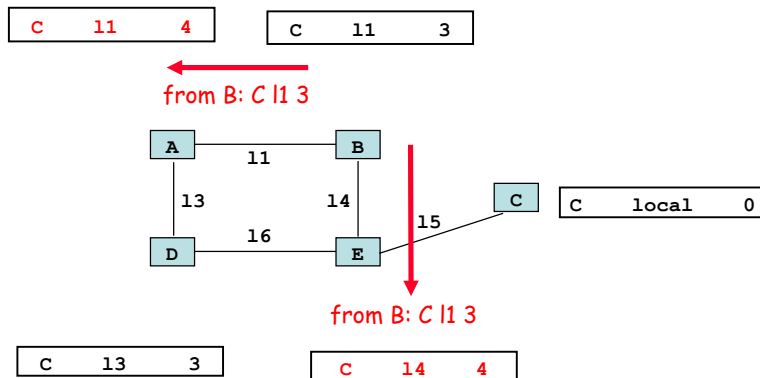 C l1 4
C l1 3
from B: C l1 3
A
B
l1
l3
l4
C
C local 0
l5
l6
D
E
from B: C l1 3
C l3 3
C l4 4